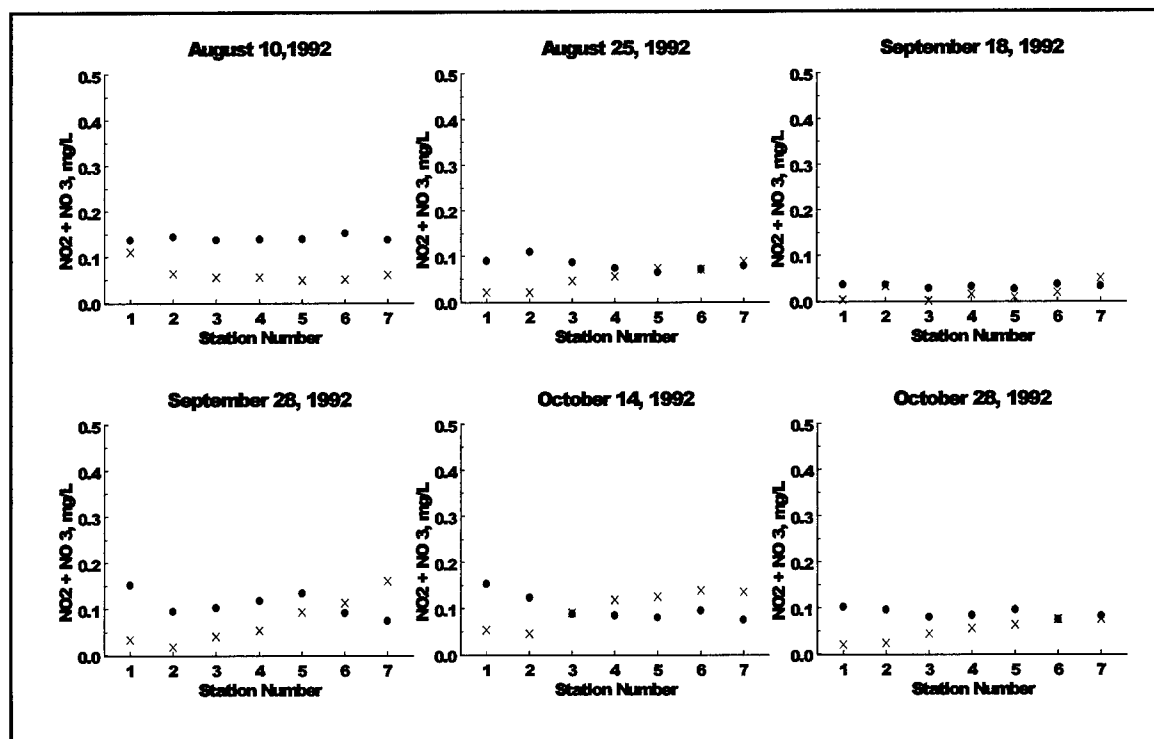 August 10,1992
0.5
0.4
0.3
0.2
0.1
0.0
NO2 + NO 3, mg/L
1 2 3 4 5 6 7
Station Number
August 25, 1992
0.5
0.4
0.3
0.2
0.1
0.0
NO2 + NO 3, mg/L
1 2 3 4 5 6 7
Station Number
September 18, 1992
0.5
0.4
0.3
0.2
0.1
0.0
NO2 + NO 3, mg/L
1 2 3 4 5 6 7
Station Number
September 28, 1992
0.5
0.4
0.3
0.2
0.1
0.0
NO2 + NO 3, mg/L
1 2 3 4 5 6 7
Station Number
October 14, 1992
0.5
0.4
0.3
0.2
0.1
0.0
NO2 + NO 3, mg/L
1 2 3 4 5 6 7
Station Number
October 28, 1992
0.5
0.4
0.3
0.2
0.1
0.0
NO2 + NO 3, mg/L
1 2 3 4 5 6 7
Station Number